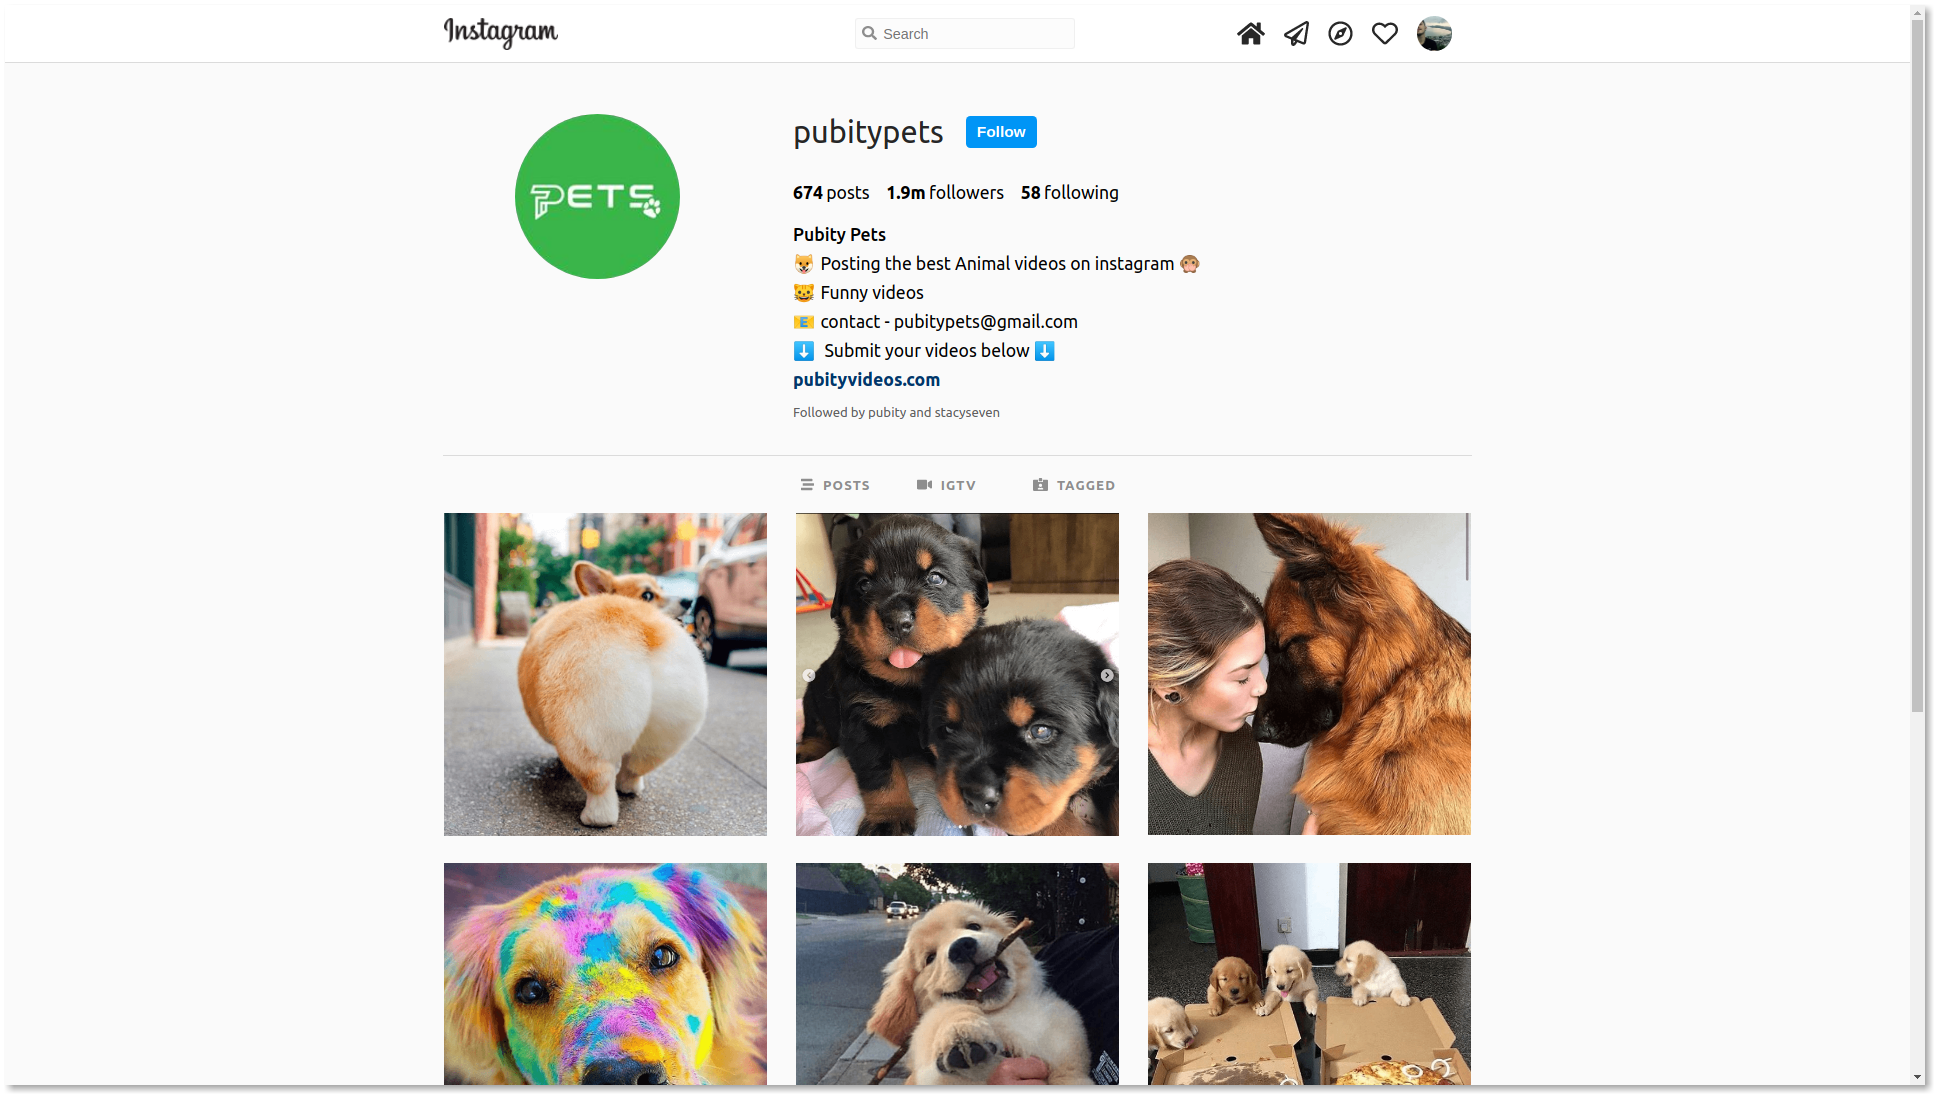 Instagram
Search
pubitypets Follow
674 posts 1.9m followers 58 following
Pubity Pets
🐶 Posting the best Animal videos on instagram 🙊
😺 Funny videos
📧 contact - pubitypets@gmail.com
⬇️ Submit your videos below ⬇️
pubityvideos.com
Followed by pubity and stacyseven
PETS
POSTS IGTV TAGGED